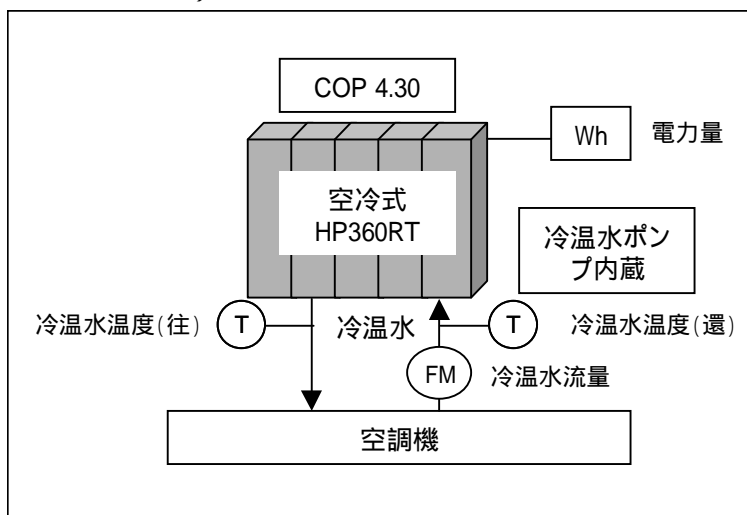 COP 4.30
Wh
電力量
空冷式
HP360RT
冷温水ポン
プ内蔵
冷温水温度(往)
T
冷温水
T
冷温水温度(還)
FM
冷温水流量
空調機